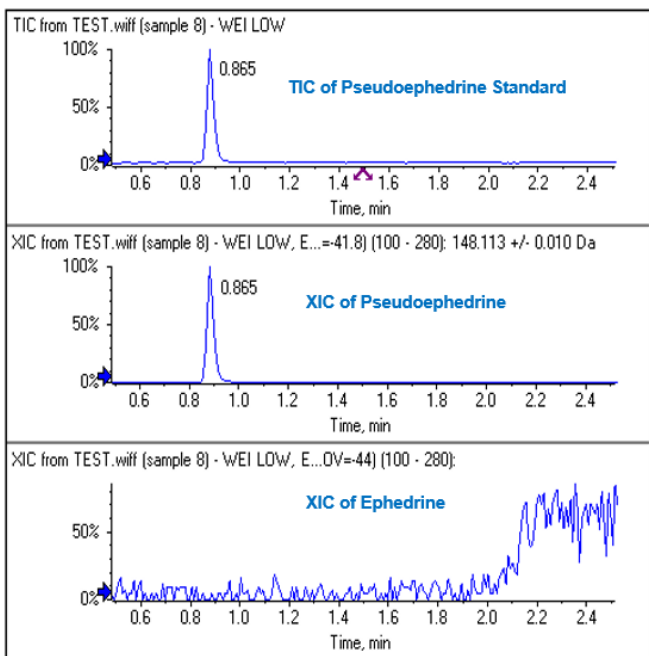 TIC from TEST.wiff (sample 8) - WEI LOW
100%
0.865
TIC of Pseudoephedrine Standard
50%
0%
0.6 0.8 1.0 1.2 1.4 1.6 1.8 2.0 2.2 2.4
Time, min
XIC from TEST.wiff (sample 8) - WEI LOW, E...=-41.8) (100 - 280): 148.113 +/- 0.010 Da
100%
0.865
XIC of Pseudoephedrine
50%
0%
0.6 0.8 1.0 1.2 1.4 1.6 1.8 2.0 2.2 2.4
Time, min
XIC from TEST.wiff (sample 8) - WEI LOW, E...OV=-44) (100 - 280):
XIC of Ephedrine
50%
0%
0.6 0.8 1.0 1.2 1.4 1.6 1.8 2.0 2.2 2.4
Time, min